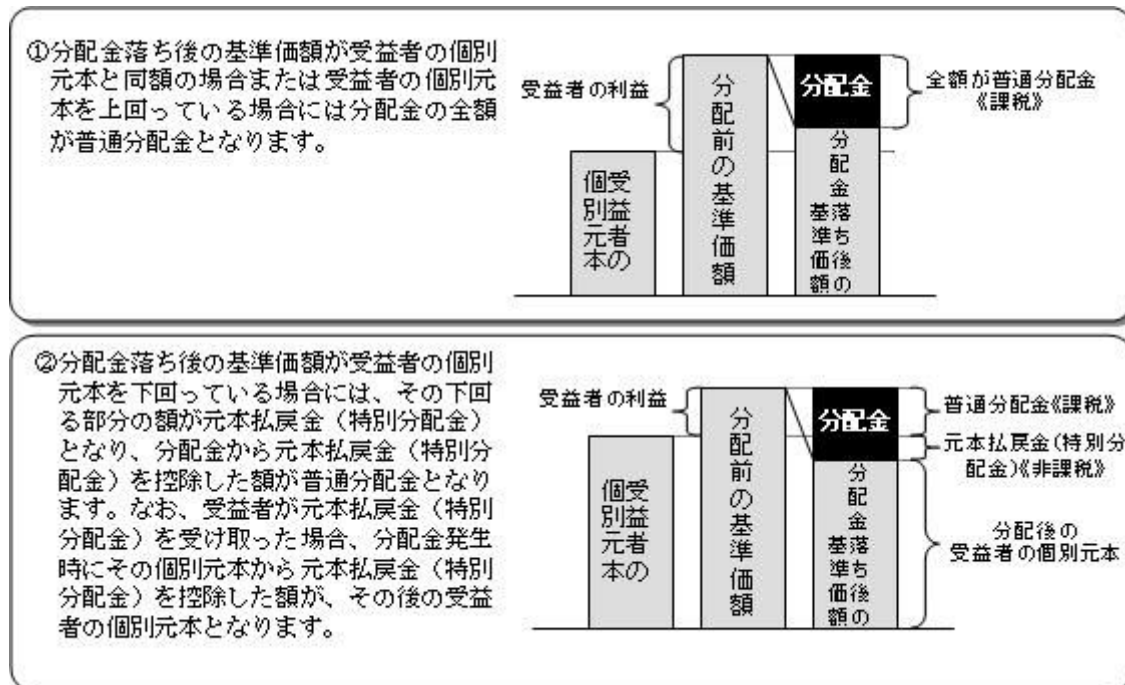 ①分配金落ち後の基準価額が受益者の個別
元本と同額の場合または受益者の個別元
本を上回っている場合には分配金の全額
が普通分配金となります。
受益者の利益
受益者の
個別元本
分配前の基準価額
分配金
分配金落ち後の
基準価額
全額が普通分配金
《課税》
②分配金落ち後の基準価額が受益者の個別
元本を下回っている場合には、その下回
る部分の額が元本払戻金（特別分配金）
となり、分配金から元本払戻金（特別分
配金）を控除した額が普通分配金となり
ます。なお、受益者が元本払戻金（特別
分配金）を受け取った場合、分配金発生
時にその個別元本から元本払戻金（特別
分配金）を控除した額が、その後の受益
者の個別元本となります。
受益者の利益
受益者の
個別元本
分配前の基準価額
分配金
分配金落ち後の
基準価額
普通分配金《課税》
元本払戻金(特別分
配金)《非課税》
分配後の
受益者の個別元本